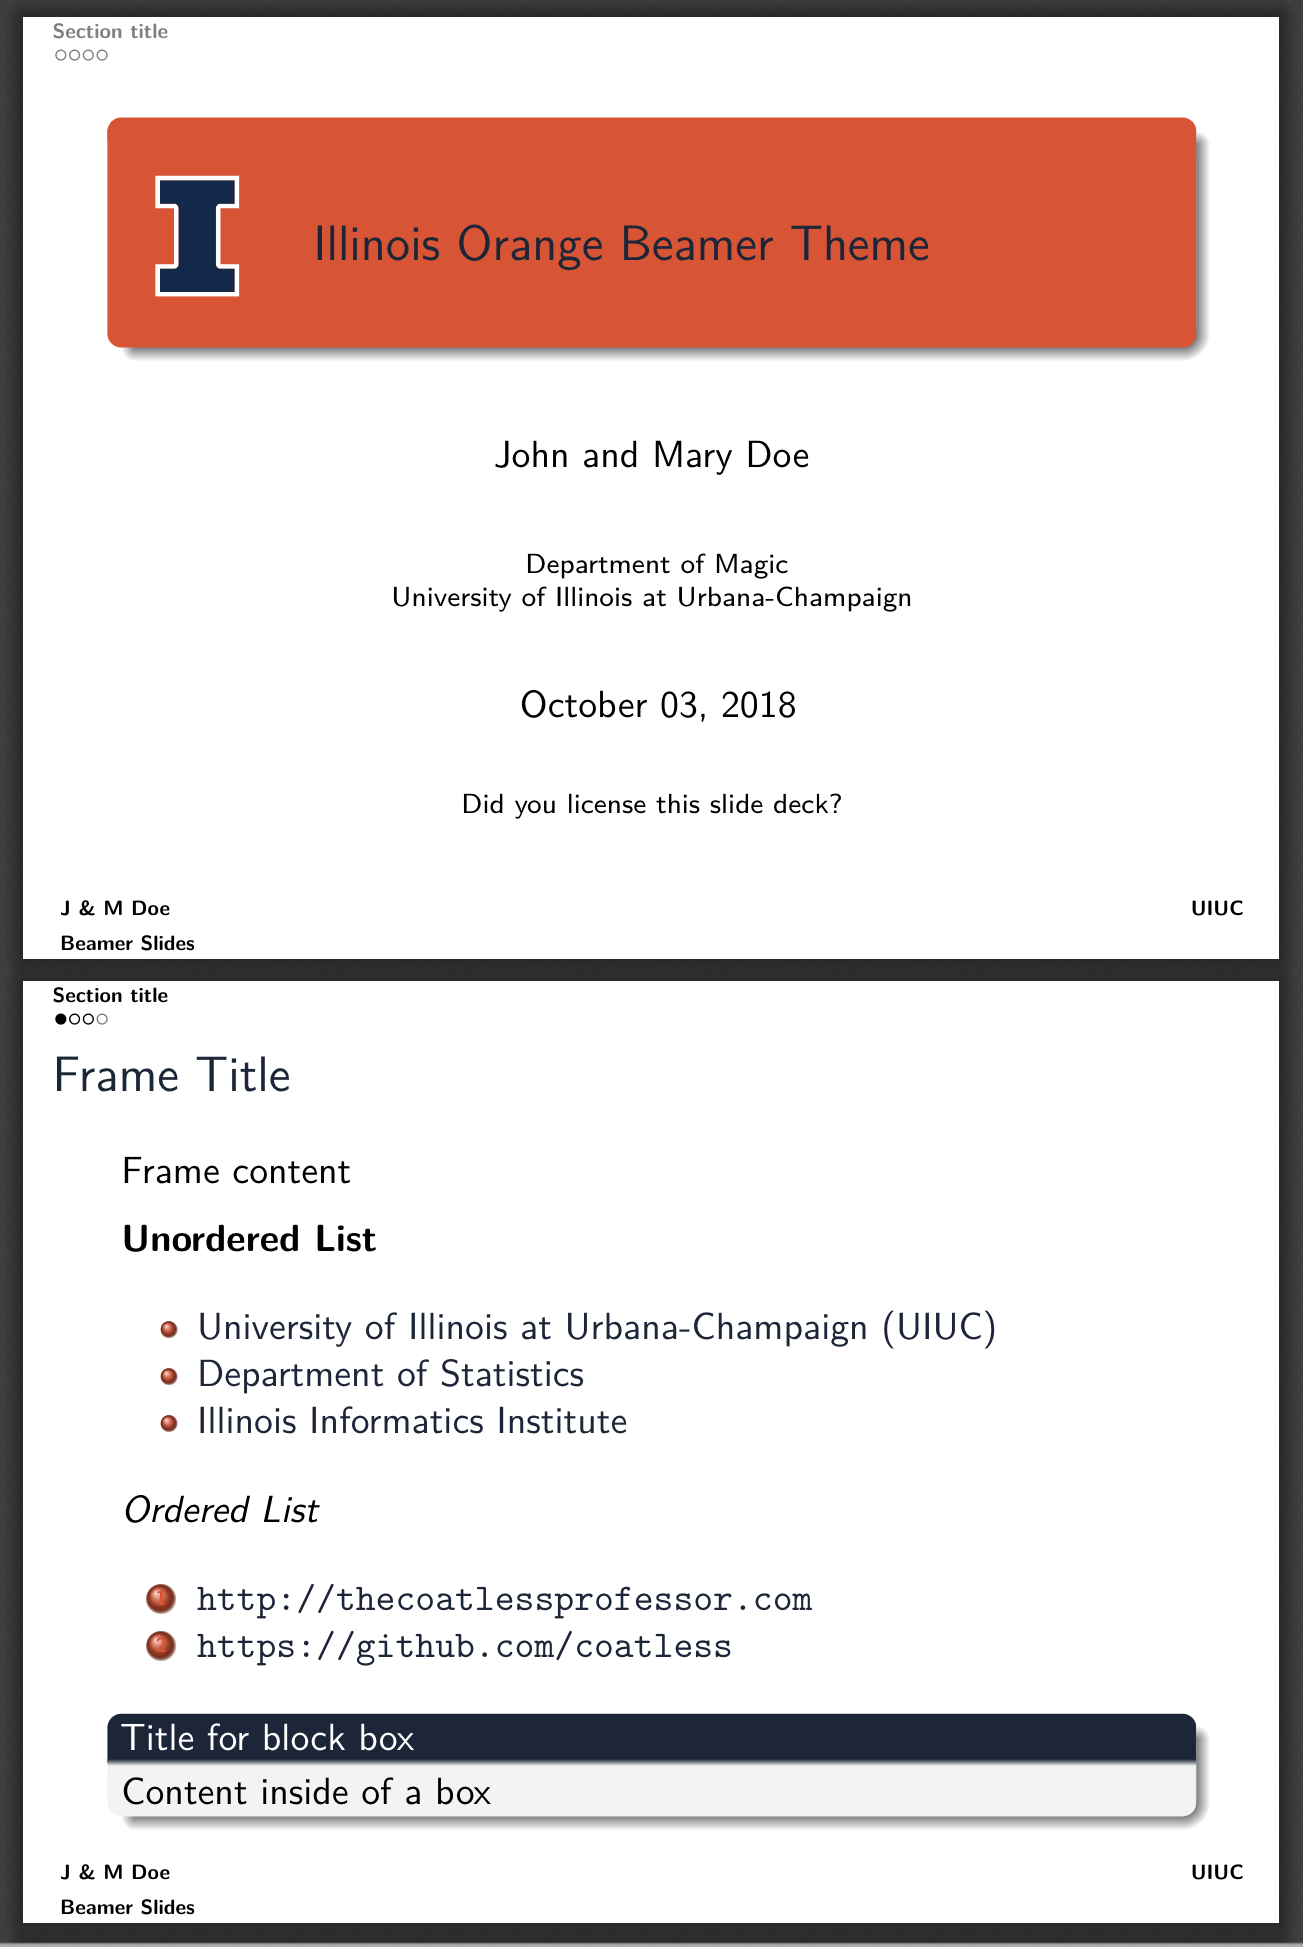 Section title
I
Illinois Orange Beamer Theme
John and Mary Doe
Department of Magic
University of Illinois at Urbana-Champaign
October 03, 2018
Did you license this slide deck?
J & M Doe UIUC
Beamer Slides
Section title
Frame Title
Frame content
Unordered List
University of Illinois at Urbana-Champaign (UIUC)
Department of Statistics
Illinois Informatics Institute
Ordered List
1 http://thecoatlessprofessor.com
2 https://github.com/coatless
Title for block box
Content inside of a box
J & M Doe UIUC
Beamer Slides